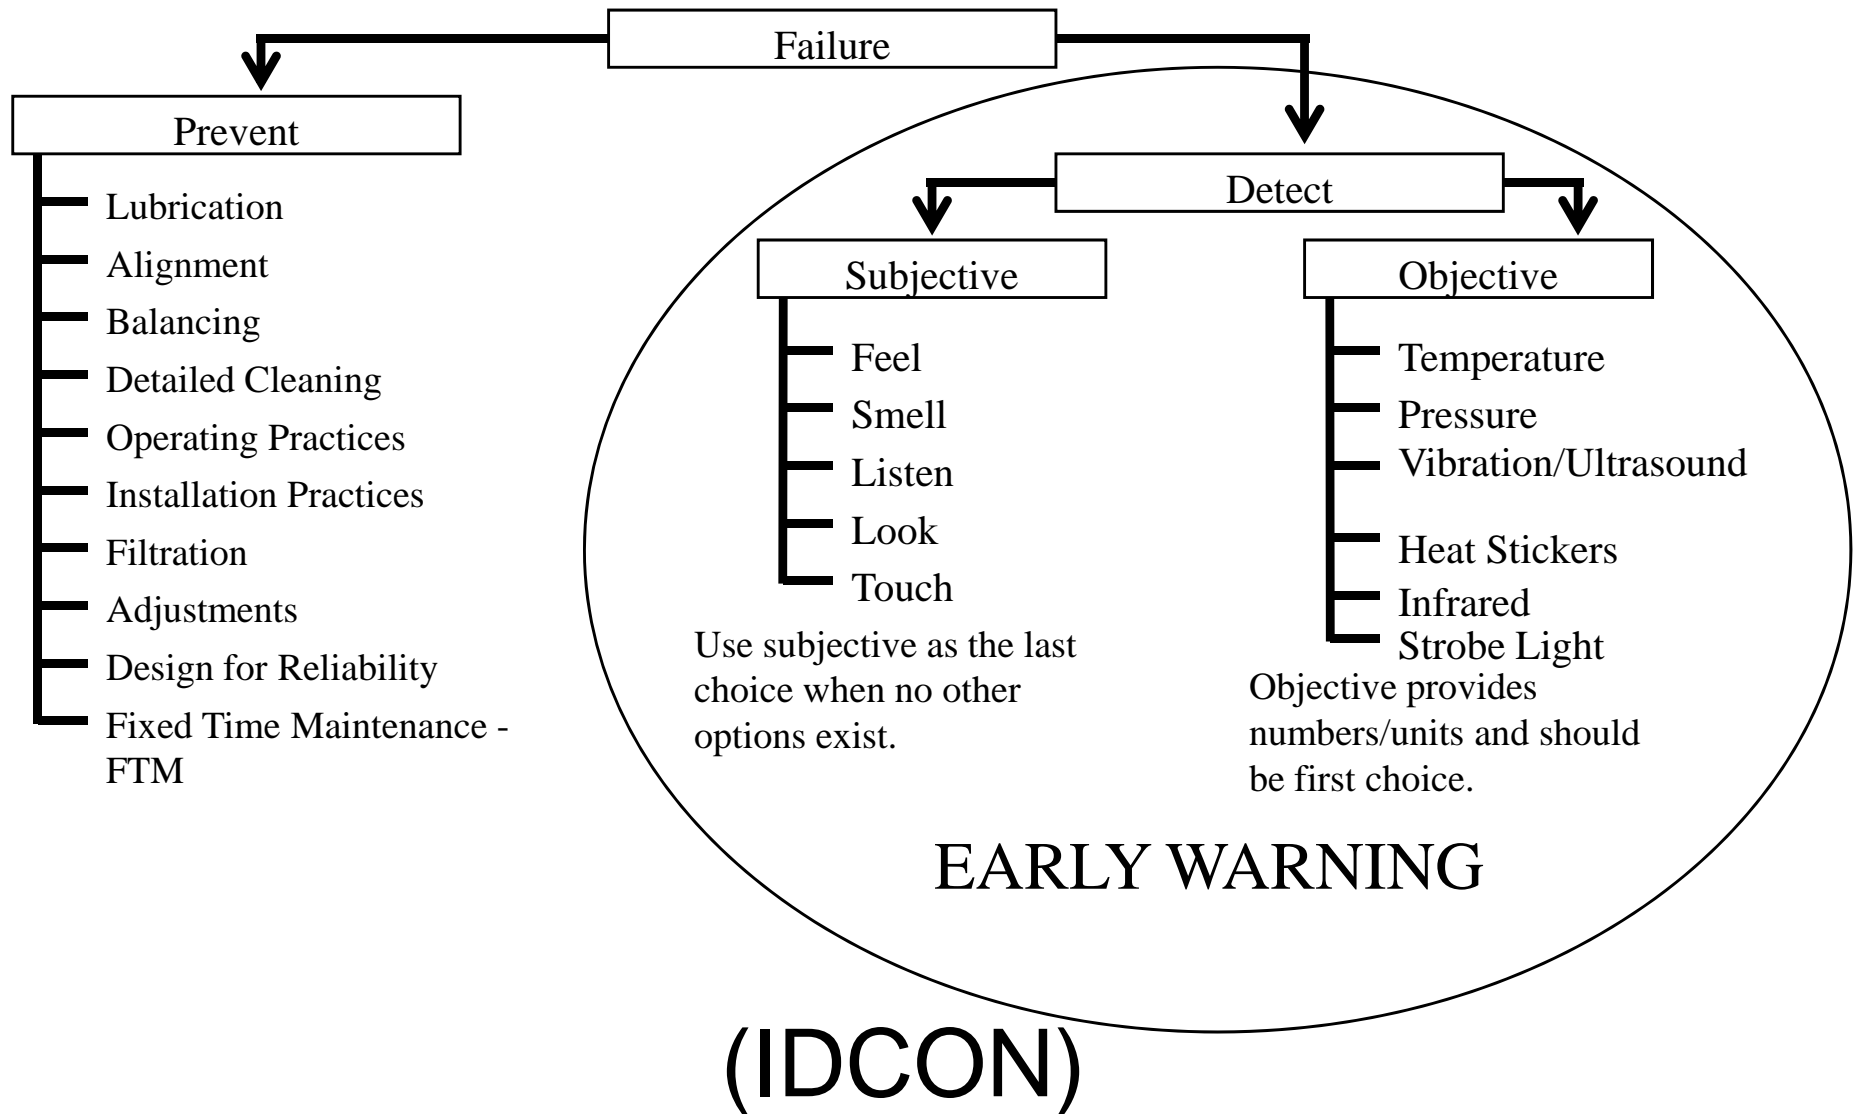 Failure
Prevent
Lubrication
Alignment
Balancing
Detailed Cleaning
Operating Practices
Installation Practices
Filtration
Adjustments
Design for Reliability
Fixed Time Maintenance -
FTM
Detect
Subjective
Feel
Smell
Listen
Look
Touch
Use subjective as the last
choice when no other
options exist.
Objective
Temperature
Pressure
Vibration/Ultrasound
Heat Stickers
Infrared
Strobe Light
Objective provides
numbers/units and should
be first choice.
EARLY WARNING
(IDCON)